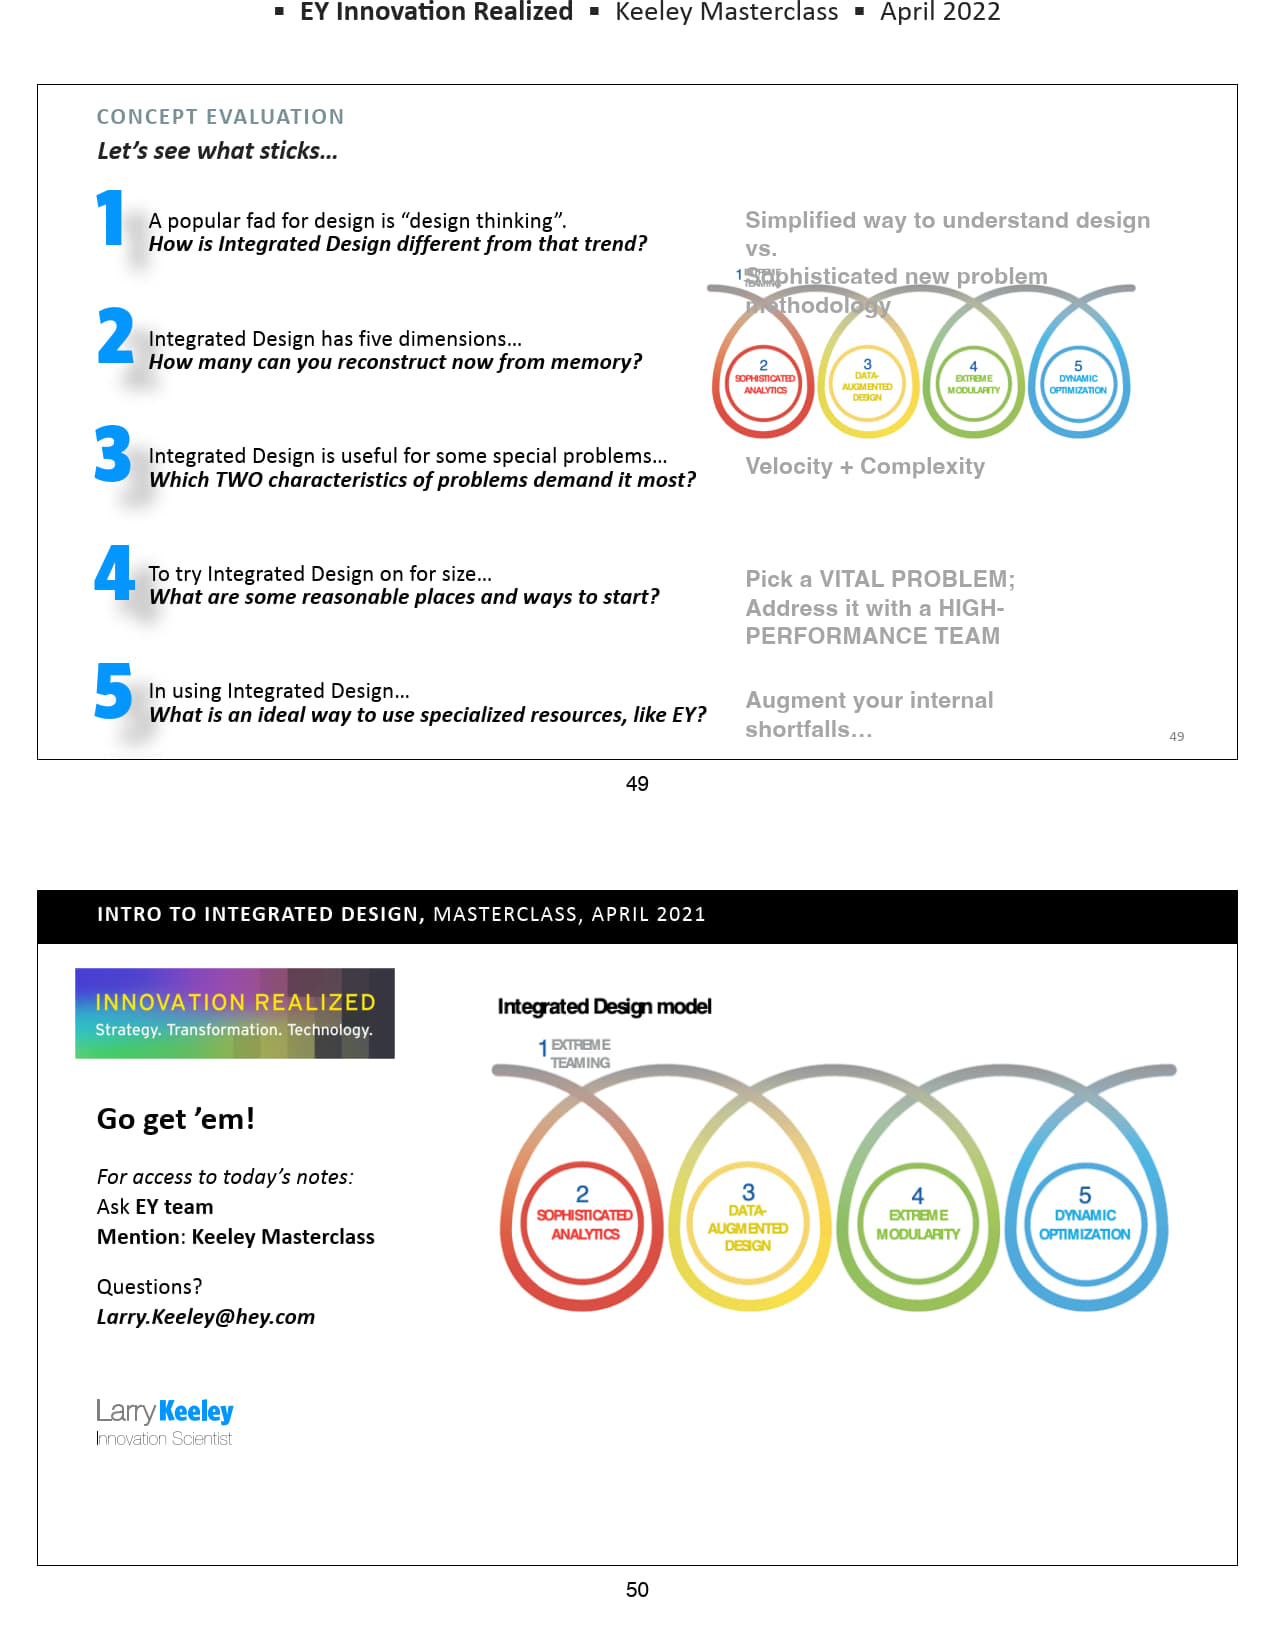 ▪ EY Innovation Realized ▪ Keeley Masterclass ▪ April 2022
CONCEPT EVALUATION
Let’s see what sticks...
1
A popular fad for design is “design thinking”.
How is Integrated Design different from that trend?
Simplified way to understand design
vs.
Sophisticated new problem
methodology
2
Integrated Design has five dimensions...
How many can you reconstruct now from memory?
1 EXTREME
TEAMING
2
SOPHISTICATED
ANALYTICS
3
DATA-
AUGMENTED
DESIGN
4
EXTREME
MODULARITY
5
DYNAMIC
OPTIMIZATION
3
Integrated Design is useful for some special problems...
Which TWO characteristics of problems demand it most?
Velocity + Complexity
4
To try Integrated Design on for size...
What are some reasonable places and ways to start?
Pick a VITAL PROBLEM;
Address it with a HIGH-
PERFORMANCE TEAM
5
In using Integrated Design...
What is an ideal way to use specialized resources, like EY?
Augment your internal
shortfalls…
49
49
INTRO TO INTEGRATED DESIGN, MASTERCLASS, APRIL 2021
INNOVATION REALIZED
Strategy. Transformation. Technology.
Go get ’em!
For access to today’s notes:
Ask EY team
Mention: Keeley Masterclass
Questions?
Larry.Keeley@hey.com
Larry Keeley
Innovation Scientist
Integrated Design model
1 EXTREME
TEAMING
2
SOPHISTICATED
ANALYTICS
3
DATA-
AUGMENTED
DESIGN
4
EXTREME
MODULARITY
5
DYNAMIC
OPTIMIZATION
50